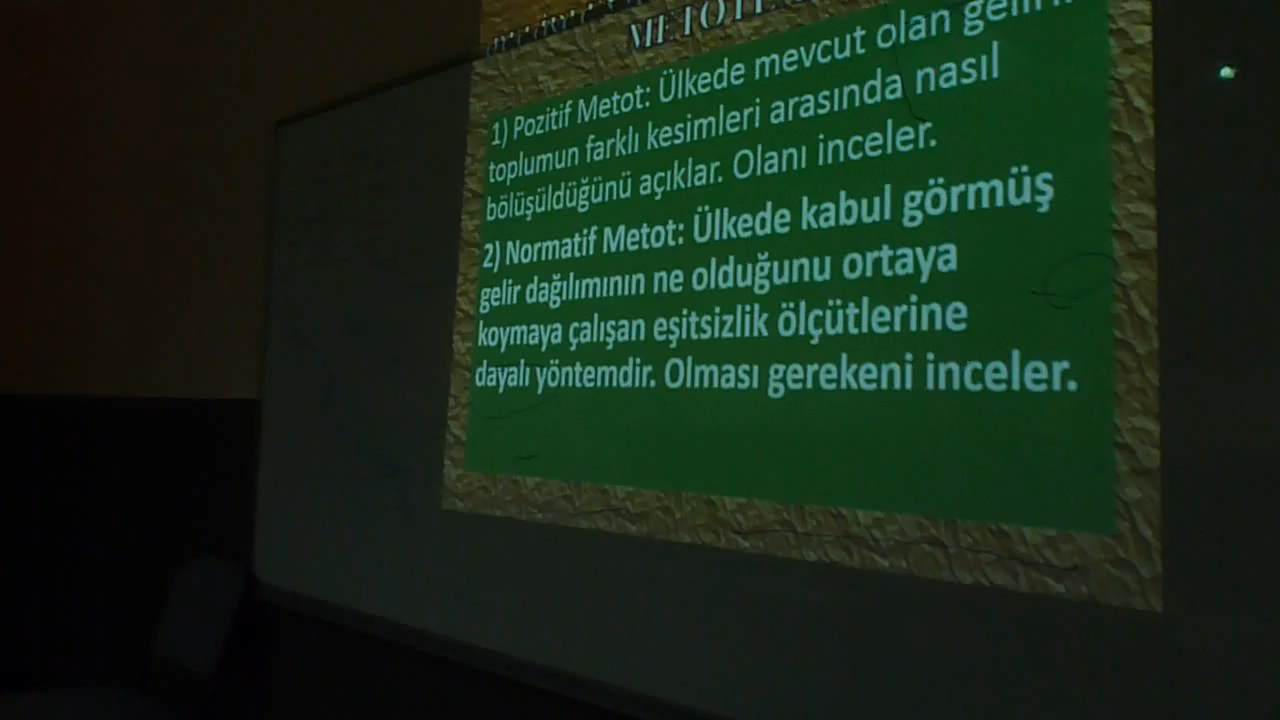 1) Pozitif Metot: Ülkede mevcut olan
toplumun farklı kesimleri arasında nasıl
bölüşüldüğünü açıklar. Olanı inceler.
2) Normatif Metot: Ülkede kabul görmüş
gelir dağılımının ne olduğunu ortaya
koymaya çalışan eşitsizlik ölçütlerine
dayalı yöntemdir. Olması gerekeni inceler.